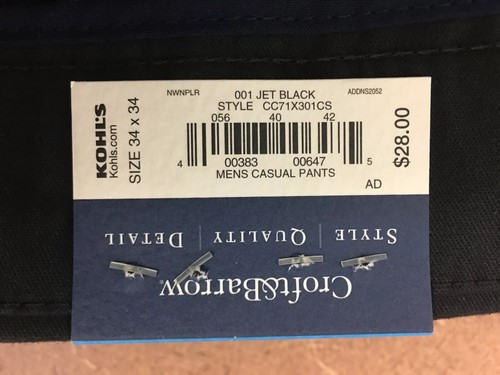 NWNPLR
001 JET BLACK
ADDNS2052
STYLE CC71X301CS
056 40 42
KOHL'S
Kohls.com
SIZE 34 x 34
4 00383 00647 5
MENS CASUAL PANTS
$28.00
AD
STYLE | QUALITY | DETAIL
Croft&Barrow